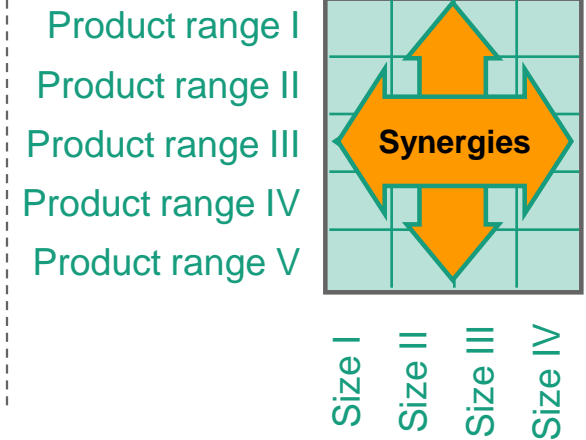 Product range I
Product range II
Product range III
Synergies
Product range IV
Product range V
Size I
Size II
Size III
Size IV